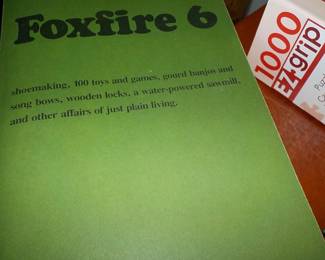 Foxfire 6
shoemaking, 100 toys and games, gourd banjos and
song bows, wooden locks, a water-powered sawmill,
and other affairs of just plain living.
1000
EZ-grip